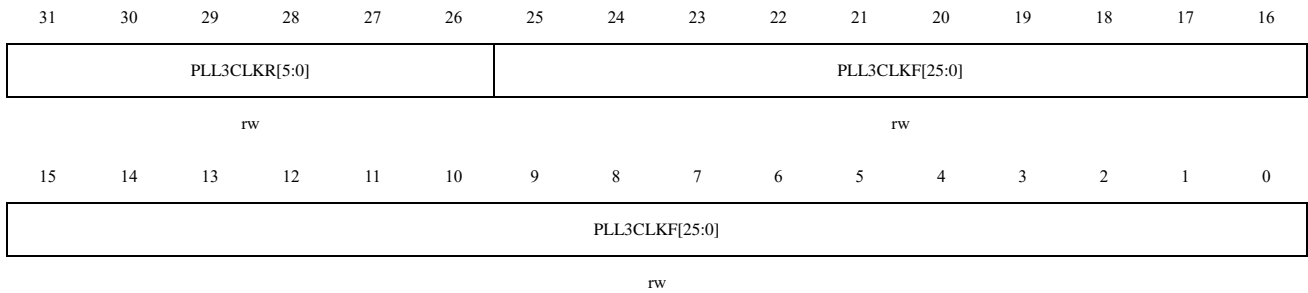 31 30 29 28 27 26 25 24 23 22 21 20 19 18 17 16
PLL3CLKR[5:0] PLL3CLKF[25:0]
rw rw
15 14 13 12 11 10 9 8 7 6 5 4 3 2 1 0
PLL3CLKF[25:0]
rw